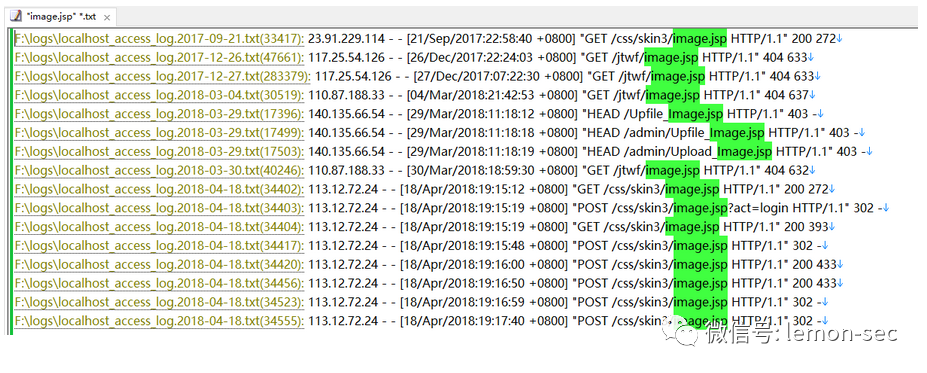 "image.jsp" *.txt ×
F:\logs\localhost_access_log.2017-09-21.txt(33417): 23.91.229.114 - - [21/Sep/2017:22:58:40 +0800] "GET /css/skin3/image.jsp HTTP/1.1" 200 272↓
F:\logs\localhost_access_log.2017-12-26.txt(47661): 117.25.54.126 - - [26/Dec/2017:22:24:03 +0800] "GET /jtwf/image.jsp HTTP/1.1" 404 633↓
F:\logs\localhost_access_log.2017-12-27.txt(283379): 117.25.54.126 - - [27/Dec/2017:07:22:30 +0800] "GET /jtwf/image.jsp HTTP/1.1" 404 633↓
F:\logs\localhost_access_log.2018-03-04.txt(30519): 110.87.188.33 - - [04/Mar/2018:21:42:53 +0800] "GET /jtwf/image.jsp HTTP/1.1" 404 637↓
F:\logs\localhost_access_log.2018-03-29.txt(17396): 140.135.66.54 - - [29/Mar/2018:11:18:12 +0800] "HEAD /Upfile_Image.jsp HTTP/1.1" 403 -↓
F:\logs\localhost_access_log.2018-03-29.txt(17499): 140.135.66.54 - - [29/Mar/2018:11:18:18 +0800] "HEAD /admin/Upfile_Image.jsp HTTP/1.1" 403 -↓
F:\logs\localhost_access_log.2018-03-29.txt(17503): 140.135.66.54 - - [29/Mar/2018:11:18:19 +0800] "HEAD /admin/Upload_Image.jsp HTTP/1.1" 403 -↓
F:\logs\localhost_access_log.2018-03-30.txt(40246): 110.87.188.33 - - [30/Mar/2018:18:59:30 +0800] "GET /jtwf/image.jsp HTTP/1.1" 404 632↓
F:\logs\localhost_access_log.2018-04-18.txt(34402): 113.12.72.24 - - [18/Apr/2018:19:15:12 +0800] "GET /css/skin3/image.jsp HTTP/1.1" 200 272↓
F:\logs\localhost_access_log.2018-04-18.txt(34403): 113.12.72.24 - - [18/Apr/2018:19:15:19 +0800] "POST /css/skin3/image.jsp?act=login HTTP/1.1" 302 -↓
F:\logs\localhost_access_log.2018-04-18.txt(34404): 113.12.72.24 - - [18/Apr/2018:19:15:19 +0800] "GET /css/skin3/image.jsp HTTP/1.1" 200 393↓
F:\logs\localhost_access_log.2018-04-18.txt(34417): 113.12.72.24 - - [18/Apr/2018:19:15:48 +0800] "POST /css/skin3/image.jsp HTTP/1.1" 302 -↓
F:\logs\localhost_access_log.2018-04-18.txt(34420): 113.12.72.24 - - [18/Apr/2018:19:16:00 +0800] "POST /css/skin3/image.jsp HTTP/1.1" 200 433↓
F:\logs\localhost_access_log.2018-04-18.txt(34456): 113.12.72.24 - - [18/Apr/2018:19:16:50 +0800] "POST /css/skin3/image.jsp HTTP/1.1" 200 433↓
F:\logs\localhost_access_log.2018-04-18.txt(34523): 113.12.72.24 - - [18/Apr/2018:19:16:59 +0800] "POST /css/skin3/image.jsp HTTP/1.1" 302 -↓
F:\logs\localhost_access_log.2018-04-18.txt(34555): 113.12.72.24 - - [18/Apr/2018:19:17:40 +0800] "POST /css/skin3/image.jsp HTTP/1.1" 302 -↓
微信号: lemon-sec